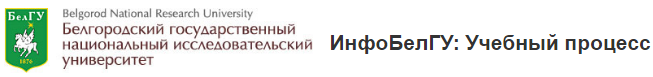 БелГУ
1876
Belgorod National Research University
Белгородский государственный
национальный исследовательский
университет
ИнфоБелГУ: Учебный процесс